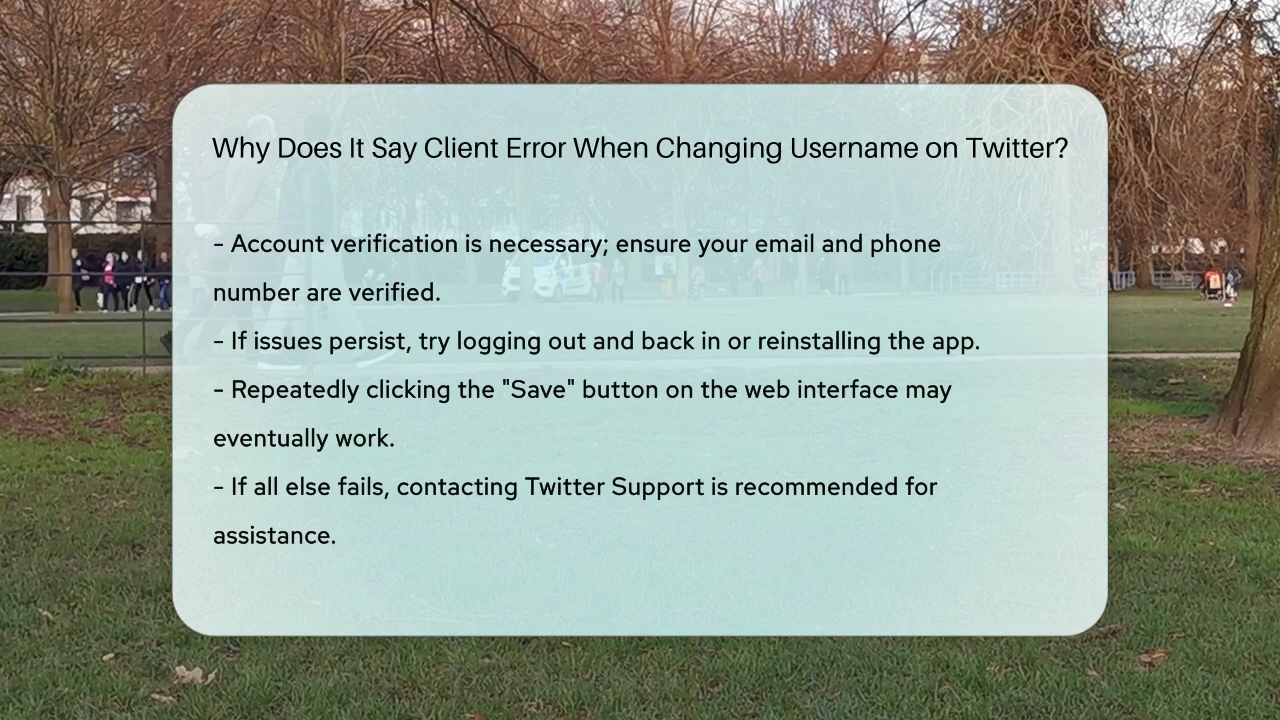 Why Does It Say Client Error When Changing Username on Twitter?
– Account verification is necessary; ensure your email and phone
number are verified.
– If issues persist, try logging out and back in or reinstalling the app.
– Repeatedly clicking the "Save" button on the web interface may
eventually work.
– If all else fails, contacting Twitter Support is recommended for
assistance.